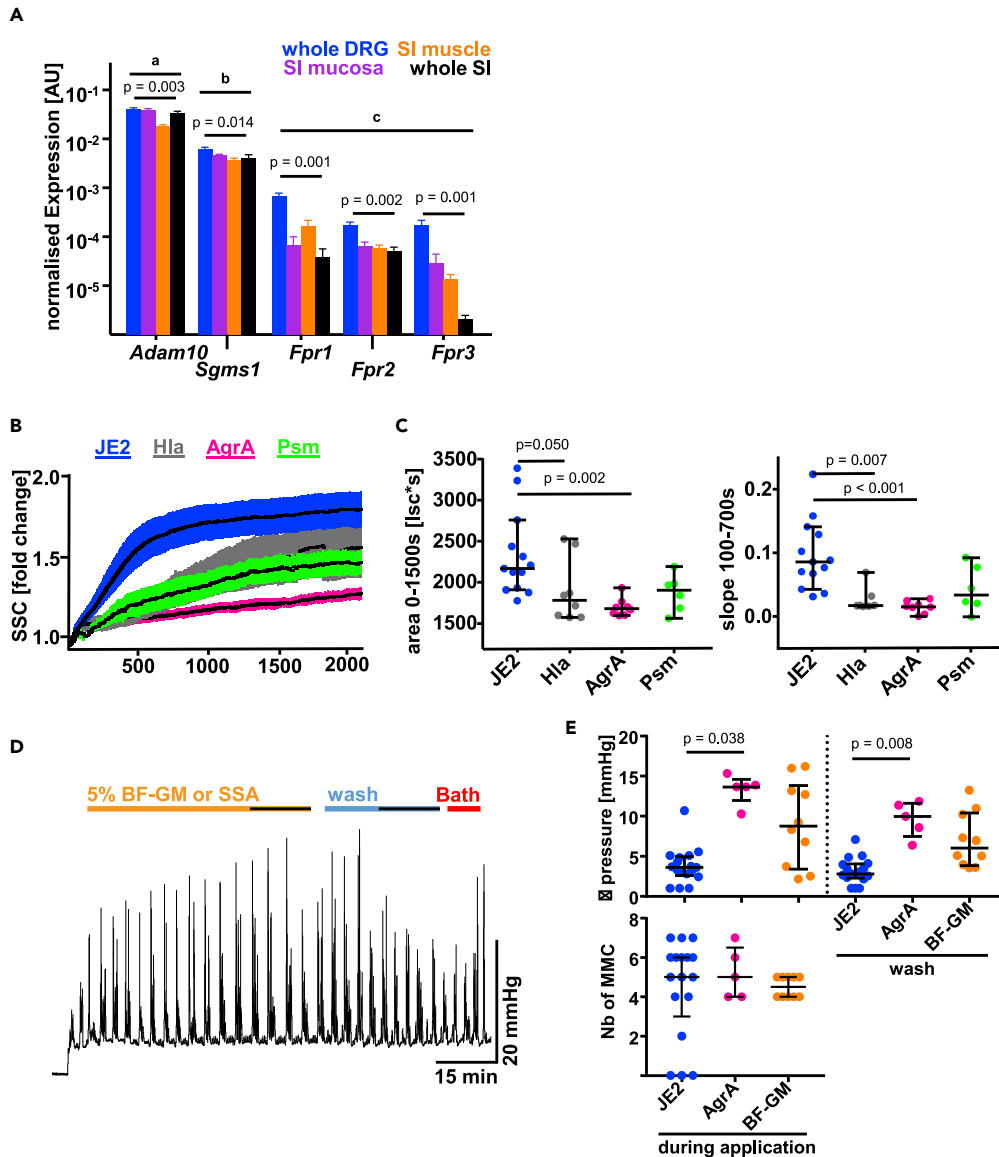 A
whole DRG SI muscle
SI mucosa whole SI
normalised Expression [AU]
10-1
10-2
10-3
10-4
10-5
a
p = 0.003
b
p = 0.014
c
p = 0.001
p = 0.002
p = 0.001
Adam10
Sgms1
Fpr1
Fpr2
Fpr3
B
JE2 Hla AgrA Psm
SSC [fold change]
2.0
1.5
1.0
500 1000 1500 2000
C
area 0-1500s [Isc*s]
3500
3000
2500
2000
1500
p=0.050
p = 0.002
JE2 Hla AgrA Psm
slope 100-700s
0.2
0.1
0.0
p = 0.007
p < 0.001
JE2 Hla AgrA Psm
D
5% BF-GM or SSA wash Bath
20 mmHg
15 min
E
☒ pressure [mmHg]
20
15
10
5
0
p = 0.038
p = 0.008
JE2 AgrA BF-GM
wash
Nb of MMC
8
6
4
2
JE2 AgrA BF-GM
during application